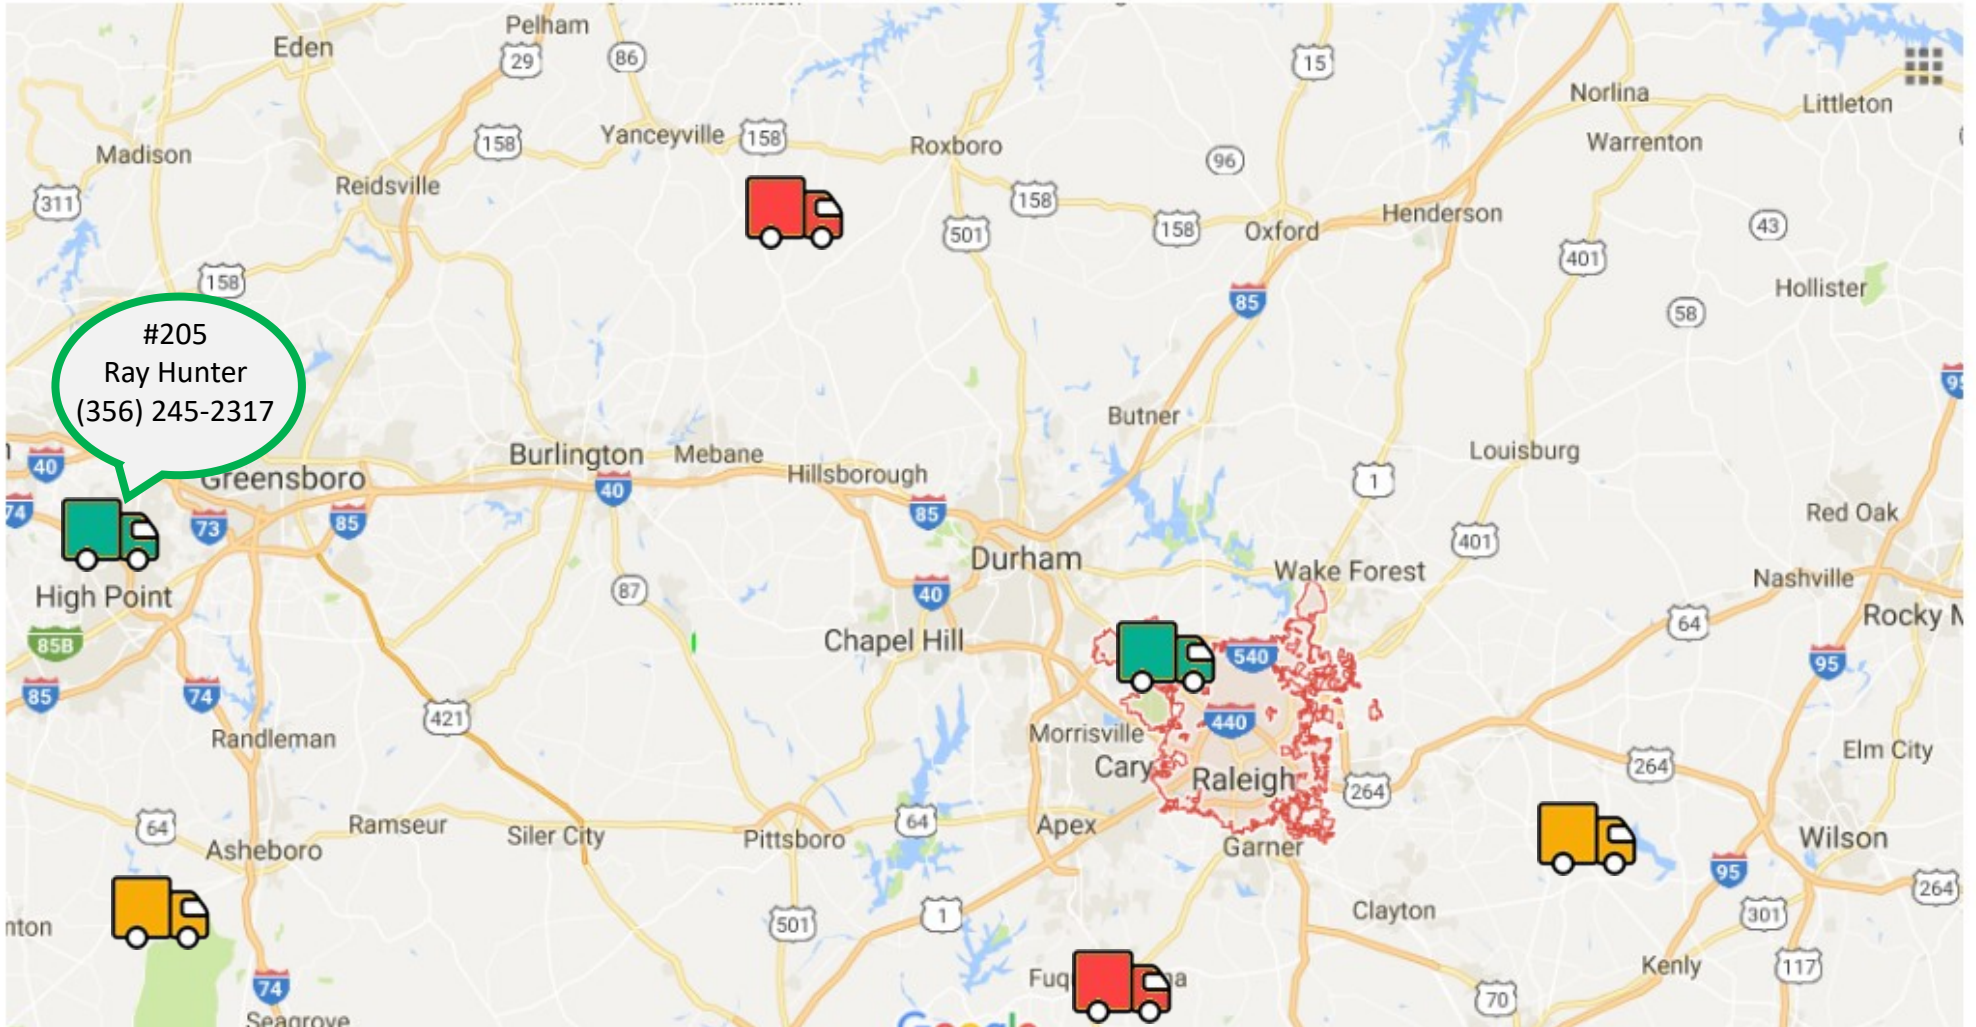 Pelham
Eden
29
86
15
Norlina
Littleton
Madison
158
Yanceyville
158
Roxboro
96
Warrenton
Reidsville
311
158
158
501
Oxford
Henderson
43
401
158
85
Hollister
58
#205
Ray Hunter
(356) 245-2317
95
Butner
40
Greensboro
Burlington
Mebane
Hillsborough
Louisburg
1
74
73
85
40
85
Red Oak
401
Durham
Wake Forest
Nashville
High Point
87
40
Rocky M
64
85B
Chapel Hill
540
95
85
74
421
440
Randleman
Morrisville
Elm City
Cary
Raleigh
264
264
64
Ramseur
Siler City
Pittsboro
64
Apex
Garner
Wilson
Asheboro
95
264
nton
501
1
Clayton
301
Kenly
117
74
Fuq
na
70
Seagrove
Google